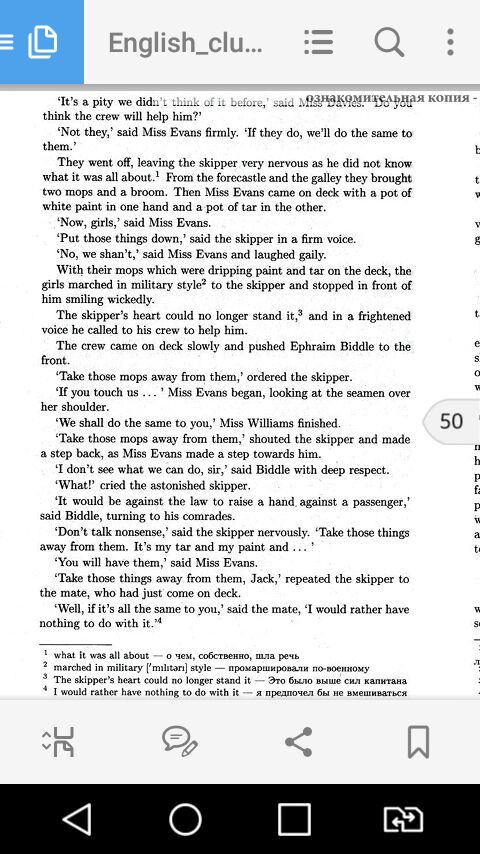 English_clu...
ознакомительная копия -
'It's a pity we didn't think of it before,' said Miss Davies. 'Do you
think the crew will help him?'
'Not they,' said Miss Evans firmly. 'If they do, we'll do the same to
them.'
They went off, leaving the skipper very nervous as he did not know
what it was all about.¹ From the forecastle and the galley they brought
two mops and a broom. Then Miss Evans came on deck with a pot of
white paint in one hand and a pot of tar in the other.
'Now, girls,' said Miss Evans.
'Put those things down,' said the skipper in a firm voice.
'No, we shan't,' said Miss Evans and laughed gaily.
With their mops which were dripping paint and tar on the deck, the
girls marched in military style² to the skipper and stopped in front of
him smiling wickedly.
The skipper's heart could no longer stand it,³ and in a frightened
voice he called to his crew to help him.
The crew came on deck slowly and pushed Ephraim Biddle to the
front.
'Take those mops away from them,' ordered the skipper.
'If you touch us ... ' Miss Evans began, looking at the seamen over
her shoulder.
'We shall do the same to you,' Miss Williams finished.
'Take those mops away from them,' shouted the skipper and made
a step back, as Miss Evans made a step towards him.
'I don't see what we can do, sir,' said Biddle with deep respect.
'What!' cried the astonished skipper.
'It would be against the law to raise a hand against a passenger,'
said Biddle, turning to his comrades.
'Don't talk nonsense,' said the skipper nervously. 'Take those things
away from them. It's my tar and my paint and ... '
'You will have them,' said Miss Evans.
'Take those things away from them, Jack,' repeated the skipper to
the mate, who had just come on deck.
'Well, if it's all the same to you,' said the mate, 'I would rather have
nothing to do with it.'⁴
50
¹ what it was all about — о чем, собственно, шла речь
² marched in military ['mılıtərı] style — промаршировали по-военному
³ The skipper's heart could no longer stand it — Это было выше сил капитана
⁴ I would rather have nothing to do with it — я предпочел бы не вмешиваться